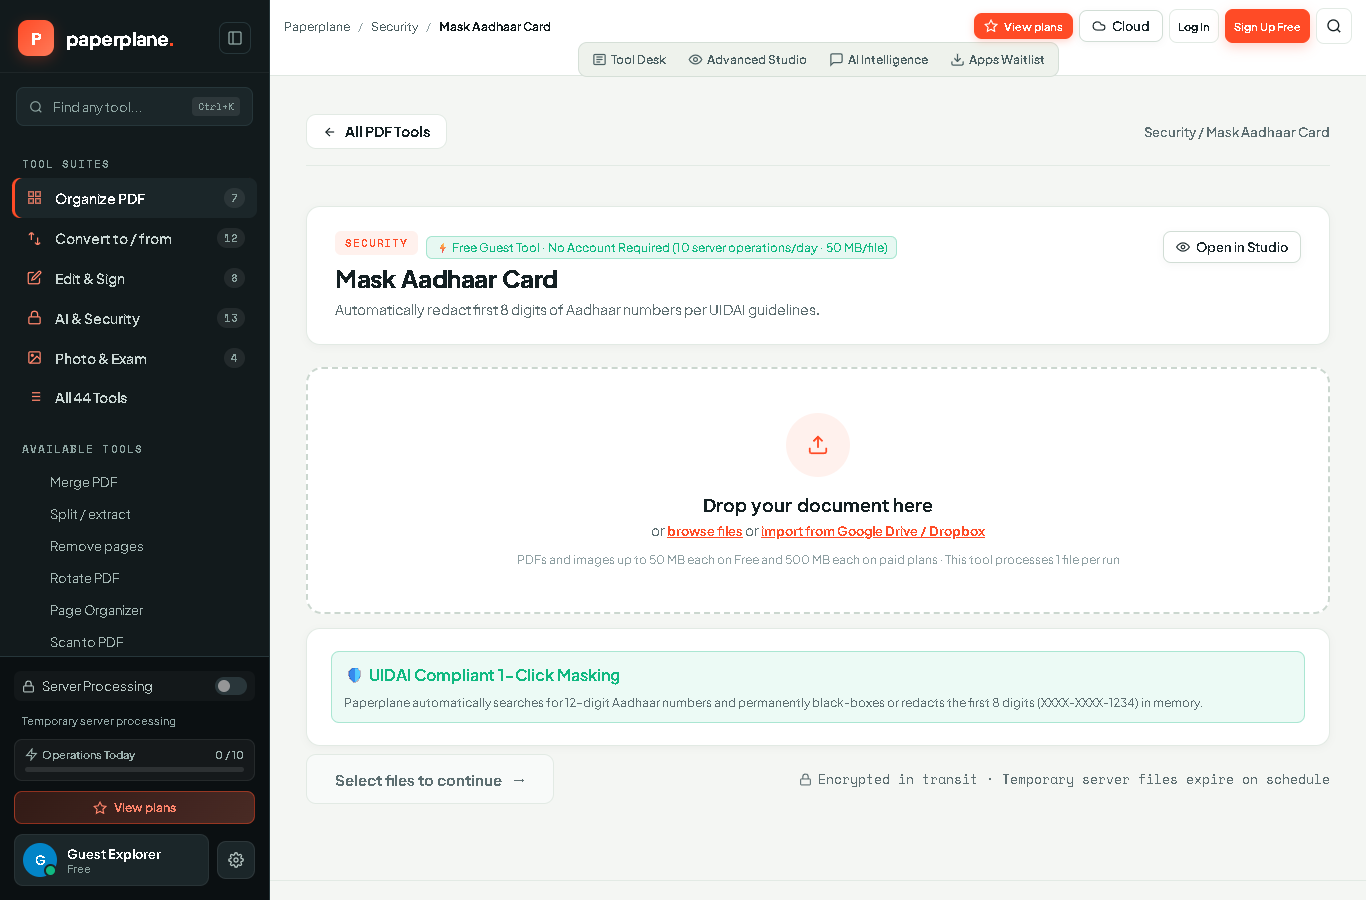 P paperplane.
Find any tool... Ctrl+K
TOOL SUITES
Organize PDF 7
Convert to / from 12
Edit & Sign 8
AI & Security 13
Photo & Exam 4
All 44 Tools
AVAILABLE TOOLS
Merge PDF
Split / extract
Remove pages
Rotate PDF
Page Organizer
Scan to PDF
Server Processing
Temporary server processing
Operations Today 0 / 10
View plans
G Guest Explorer
Free
Paperplane / Security / Mask Aadhaar Card
View plans Cloud Log In Sign Up Free
Tool Desk Advanced Studio AI Intelligence Apps Waitlist
← All PDF Tools Security / Mask Aadhaar Card
SECURITY Free Guest Tool · No Account Required (10 server operations/day · 50 MB/file) Open in Studio
Mask Aadhaar Card
Automatically redact first 8 digits of Aadhaar numbers per UIDAI guidelines.
Drop your document here
or browse files or import from Google Drive / Dropbox
PDFs and images up to 50 MB each on Free and 500 MB each on paid plans · This tool processes 1 file per run
UIDAI Compliant 1-Click Masking
Paperplane automatically searches for 12-digit Aadhaar numbers and permanently black-boxes or redacts the first 8 digits (XXXX-XXXX-1234) in memory.
Select files to continue → Encrypted in transit · Temporary server files expire on schedule